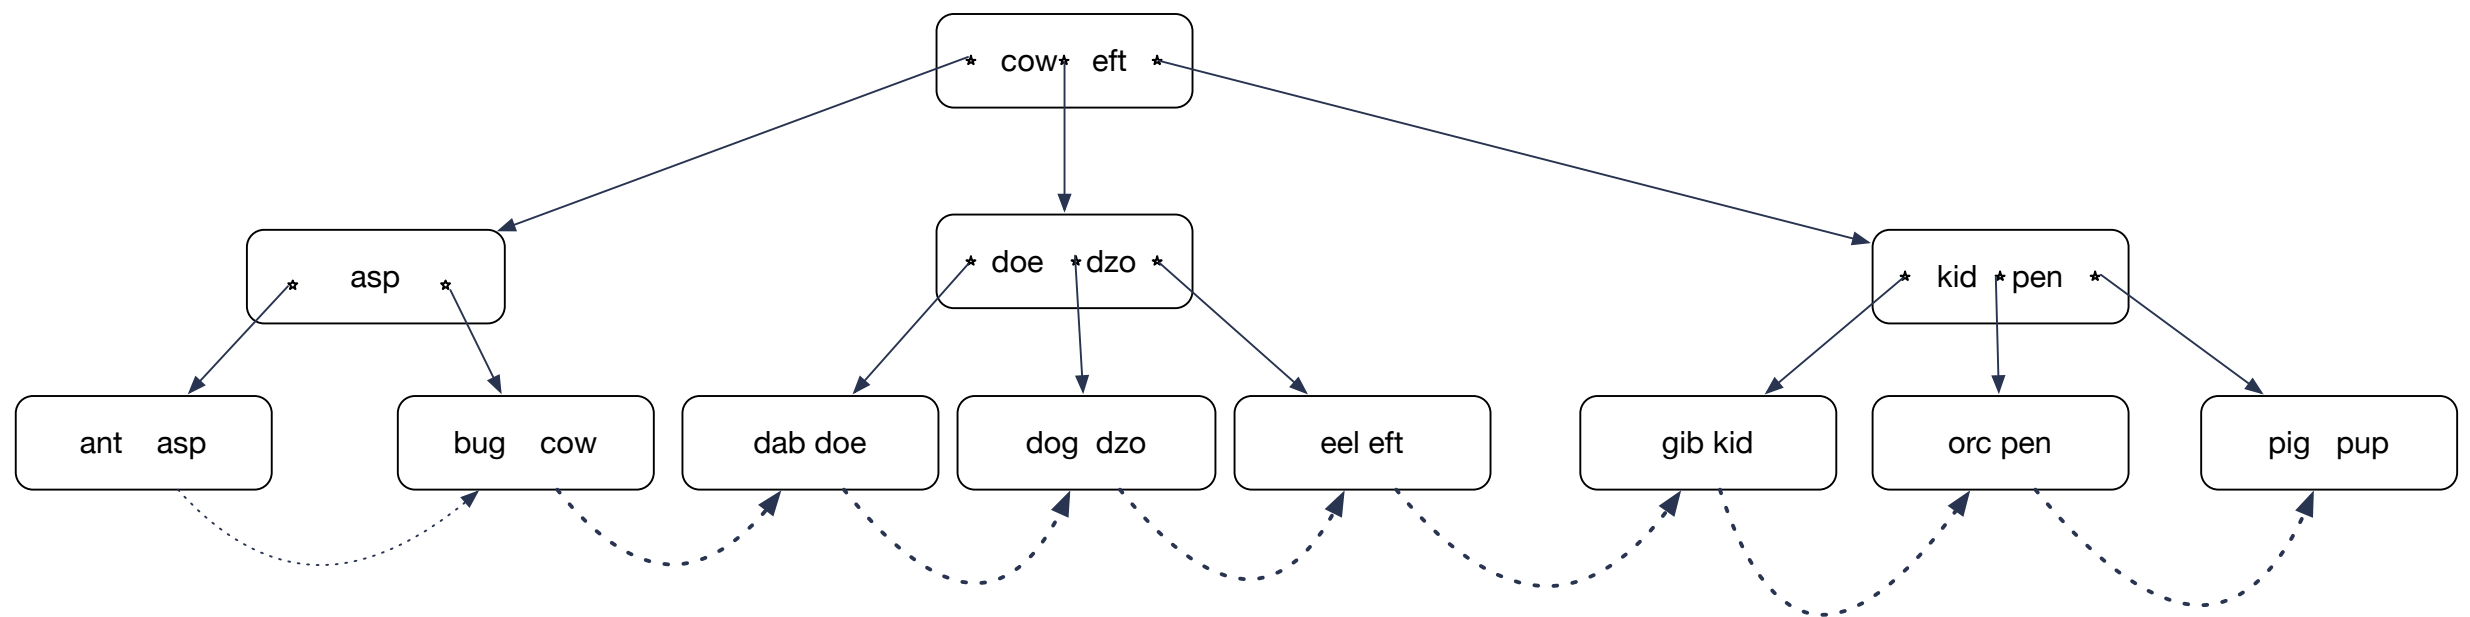 cow eft
asp
doe dzo
kid pen
ant asp
bug cow
dab doe
dog dzo
eel eft
gib kid
orc pen
pig pup